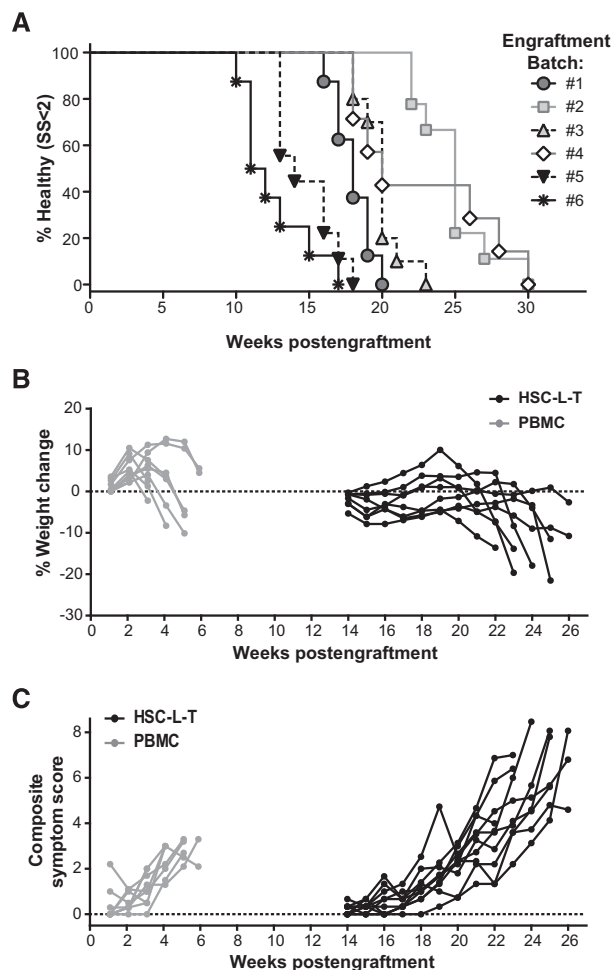 A
Engraftment
Batch:
#1
#2
#3
#4
#5
#6
% Healthy (SS<2)
100
80
60
40
20
0
0 5 10 15 20 25 30
Weeks postengraftment
B
HSC-L-T
PBMC
% Weight change
20
10
0
-10
-20
-30
0 2 4 6 8 10 12 14 16 18 20 22 24 26
Weeks postengraftment
C
HSC-L-T
PBMC
Composite
symptom score
8
6
4
2
0
0 2 4 6 8 10 12 14 16 18 20 22 24 26
Weeks postengraftment